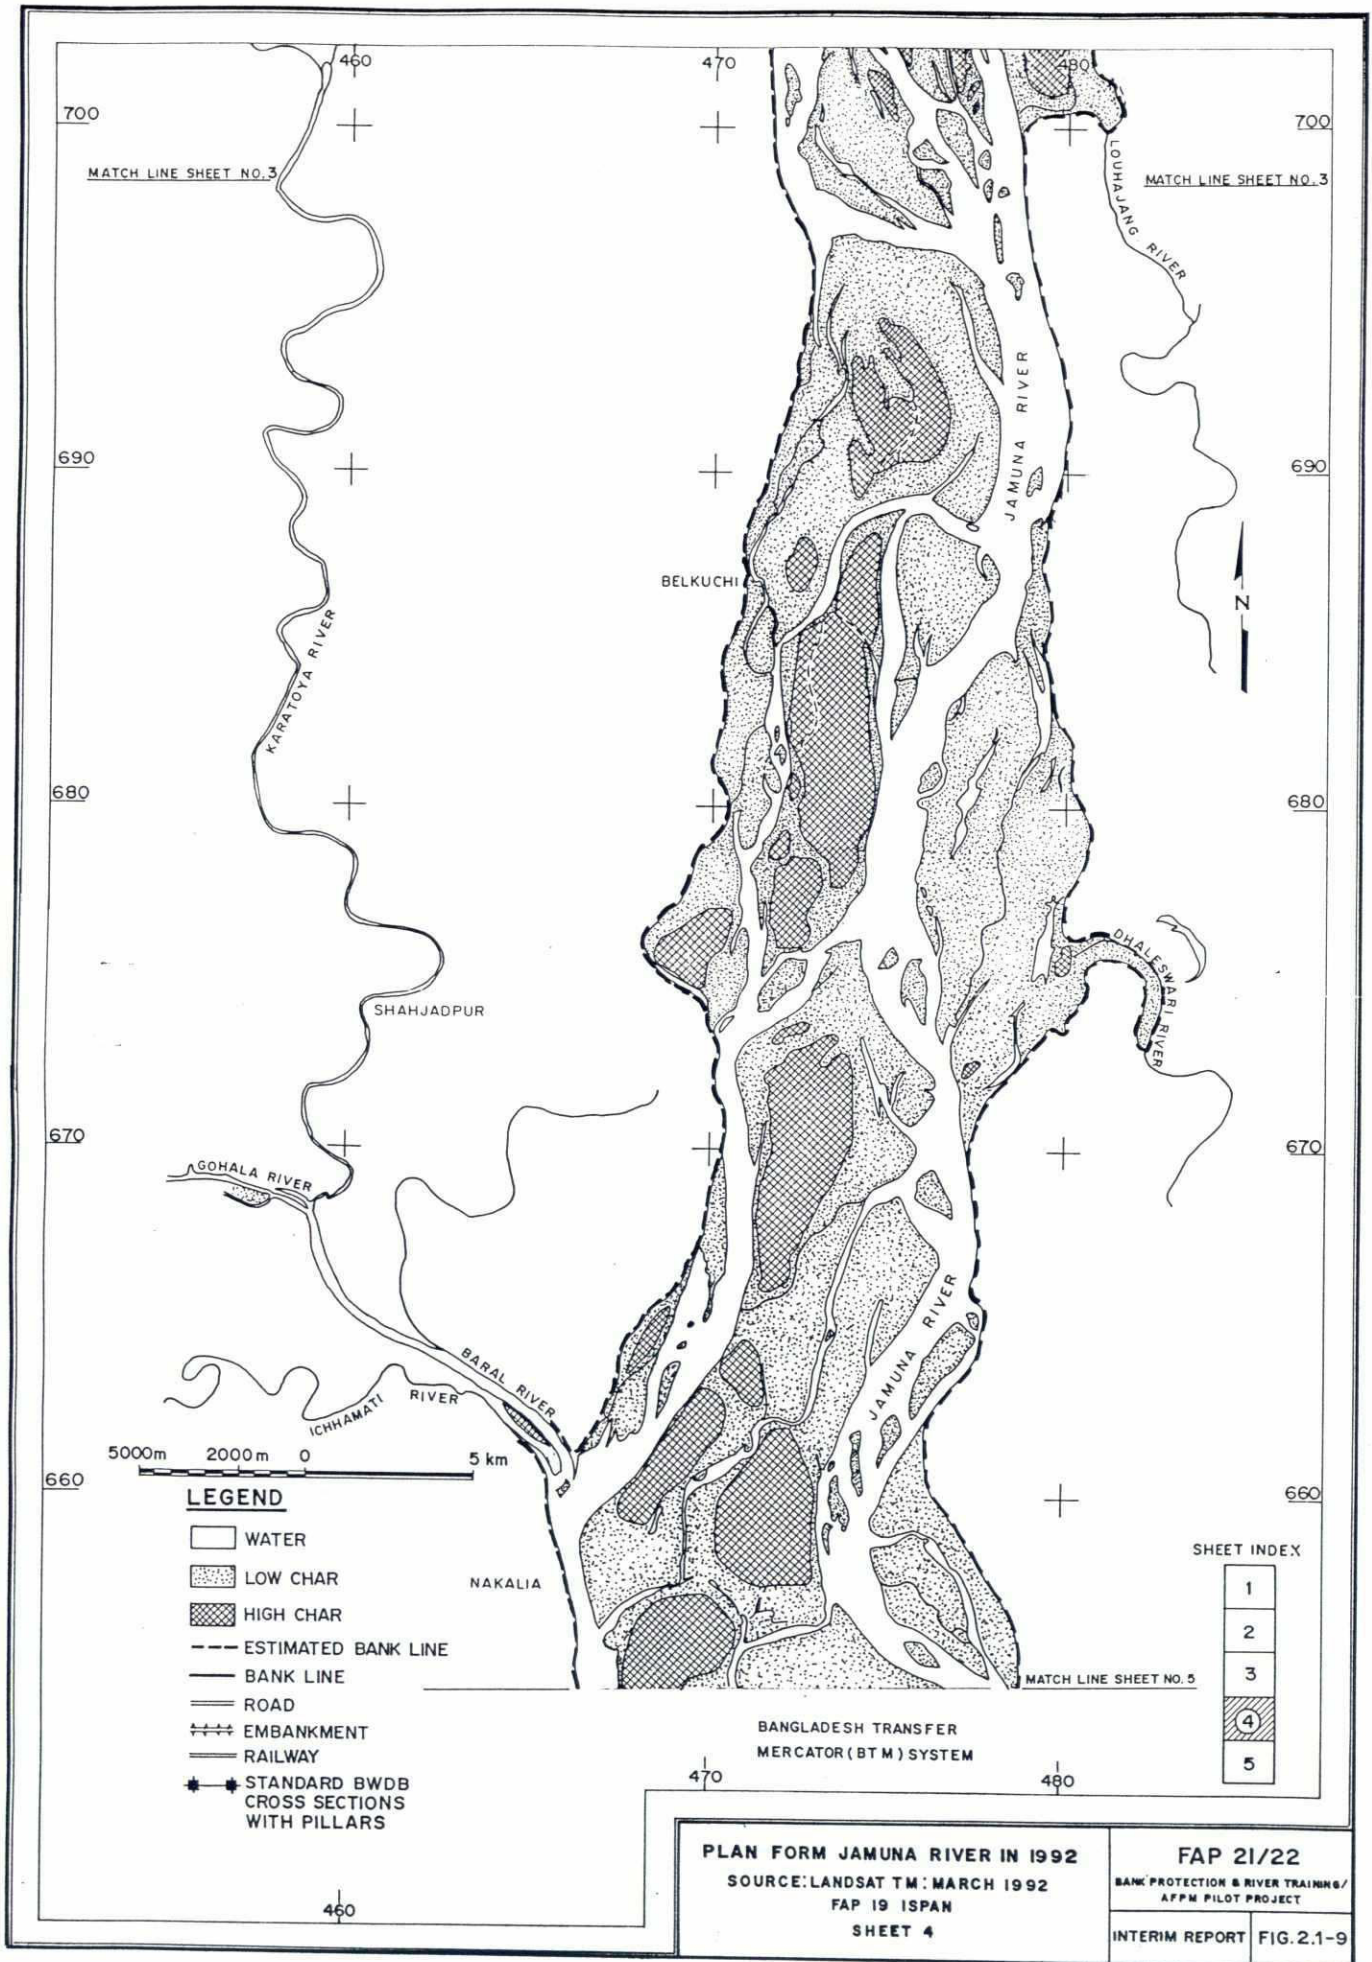 460
470
480
700
700
MATCH LINE SHEET NO.3
MATCH LINE SHEET NO.3
LOUHAJANG RIVER
JAMUNA RIVER
690
690
BELKUCHI
N
KARATOYA RIVER
680
680
DHALESWARI RIVER
SHAHJADPUR
670
670
GOHALA RIVER
BARAL RIVER
ICHHAMATI RIVER
JAMUNA RIVER
5000m 2000m 0 5 km
660
660
LEGEND
WATER
LOW CHAR
HIGH CHAR
ESTIMATED BANK LINE
BANK LINE
ROAD
EMBANKMENT
RAILWAY
STANDARD BWDB
CROSS SECTIONS
WITH PILLARS
NAKALIA
SHEET INDEX
1
2
3
4
5
MATCH LINE SHEET NO.5
BANGLADESH TRANSFER
MERCATOR (BTM) SYSTEM
470
480
460
PLAN FORM JAMUNA RIVER IN 1992
SOURCE: LANDSAT TM: MARCH 1992
FAP 19 ISPAN
SHEET 4
FAP 21/22
BANK PROTECTION & RIVER TRAINING/
AFPM PILOT PROJECT
INTERIM REPORT
FIG.2.1-9